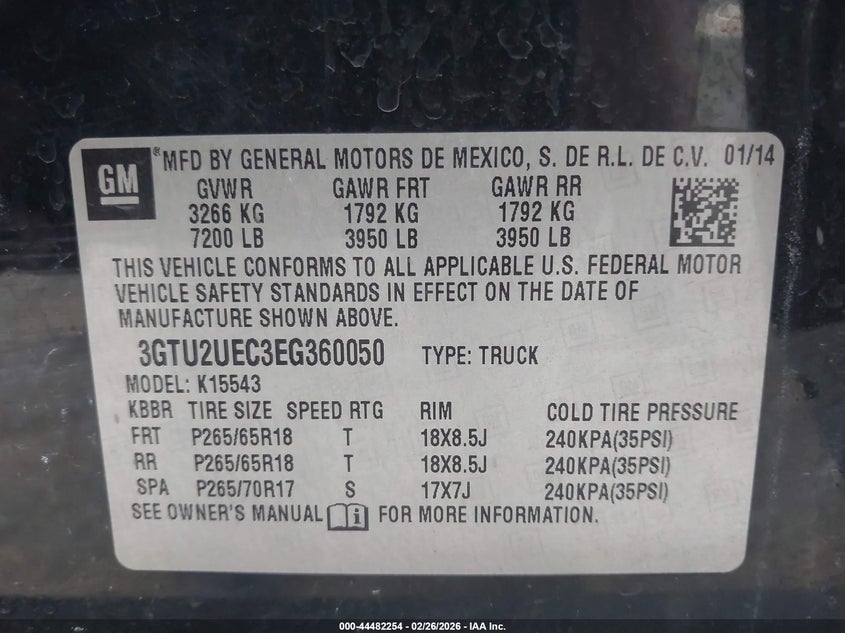 GM ® MFD BY GENERAL MOTORS DE MEXICO, S. DE R.L. DE C.V. 01/14
GVWR GAWR FRT GAWR RR
3266 KG 1792 KG 1792 KG
7200 LB 3950 LB 3950 LB
THIS VEHICLE CONFORMS TO ALL APPLICABLE U.S. FEDERAL MOTOR
VEHICLE SAFETY STANDARDS IN EFFECT ON THE DATE OF
MANUFACTURE SHOWN ABOVE.
3GTU2UEC3EG360050 TYPE: TRUCK
MODEL: K15543
KBBR TIRE SIZE SPEED RTG RIM COLD TIRE PRESSURE
FRT P265/65R18 T 18X8.5J 240KPA(35PSI)
RR P265/65R18 T 18X8.5J 240KPA(35PSI)
SPA P265/70R17 S 17X7J 240KPA(35PSI)
SEE OWNER'S MANUAL i FOR MORE INFORMATION.
000-44482254 - 02/26/2026 - IAA Inc.